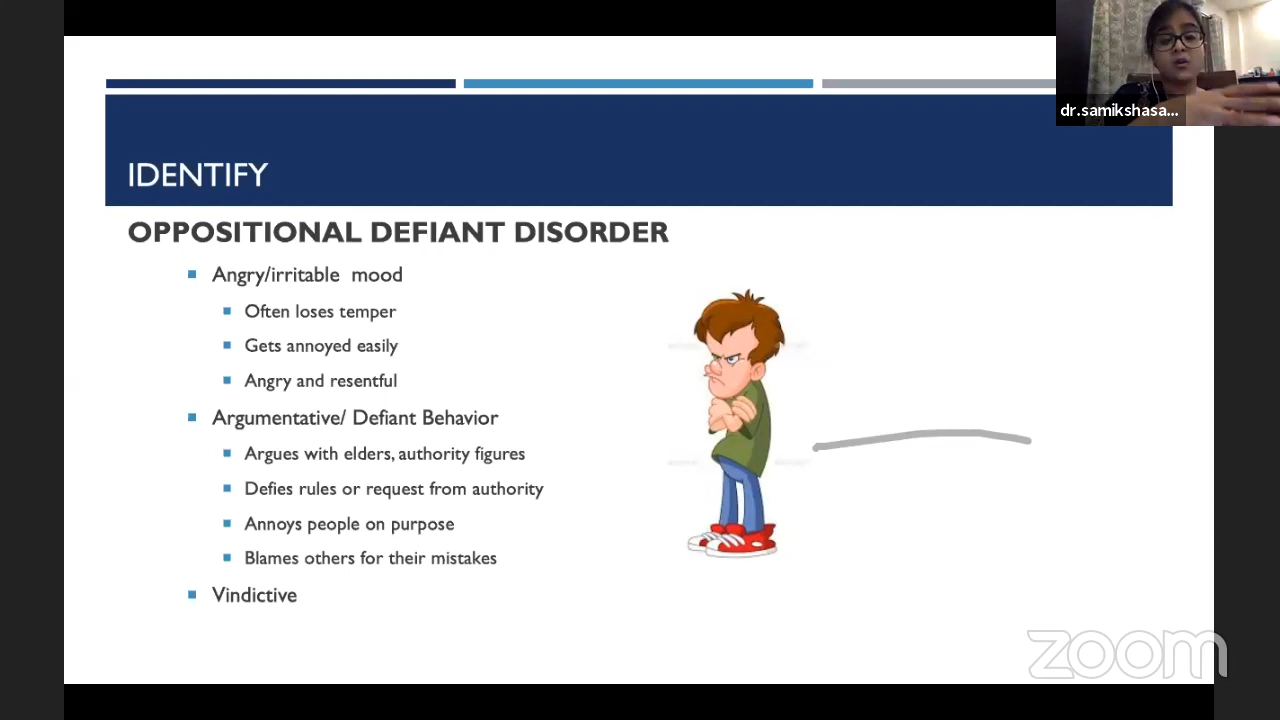 dr.samikshasa...
IDENTIFY
OPPOSITIONAL DEFIANT DISORDER
Angry/irritable mood
Often loses temper
Gets annoyed easily
Angry and resentful
Argumentative/ Defiant Behavior
Argues with elders, authority figures
Defies rules or request from authority
Annoys people on purpose
Blames others for their mistakes
Vindictive
zoom